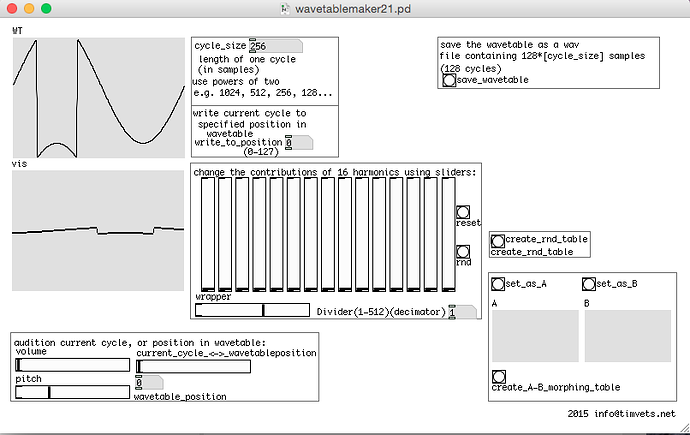 wavetablemaker21.pd
WT
cycle_size 256
length of one cycle
(in samples)
use powers of two
e.g. 1024, 512, 256, 128...
write current cycle to
specified position in
wavetable
write_to_position 0
(0-127)
save the wavetable as a wav
file containing 128*[cycle_size] samples
(128 cycles)
save_wavetable
vis
change the contributions of 16 harmonics using sliders:
reset
rnd
wrapper
Divider(1-512)(decimator) 1
create_rnd_table
create_rnd_table
set_as_A
set_as_B
A
B
create_A-B_morphing_table
audition current cycle, or position in wavetable:
volume
current_cycle_<->_wavetableposition
pitch
0
wavetable_position
2015 info@timvets.net